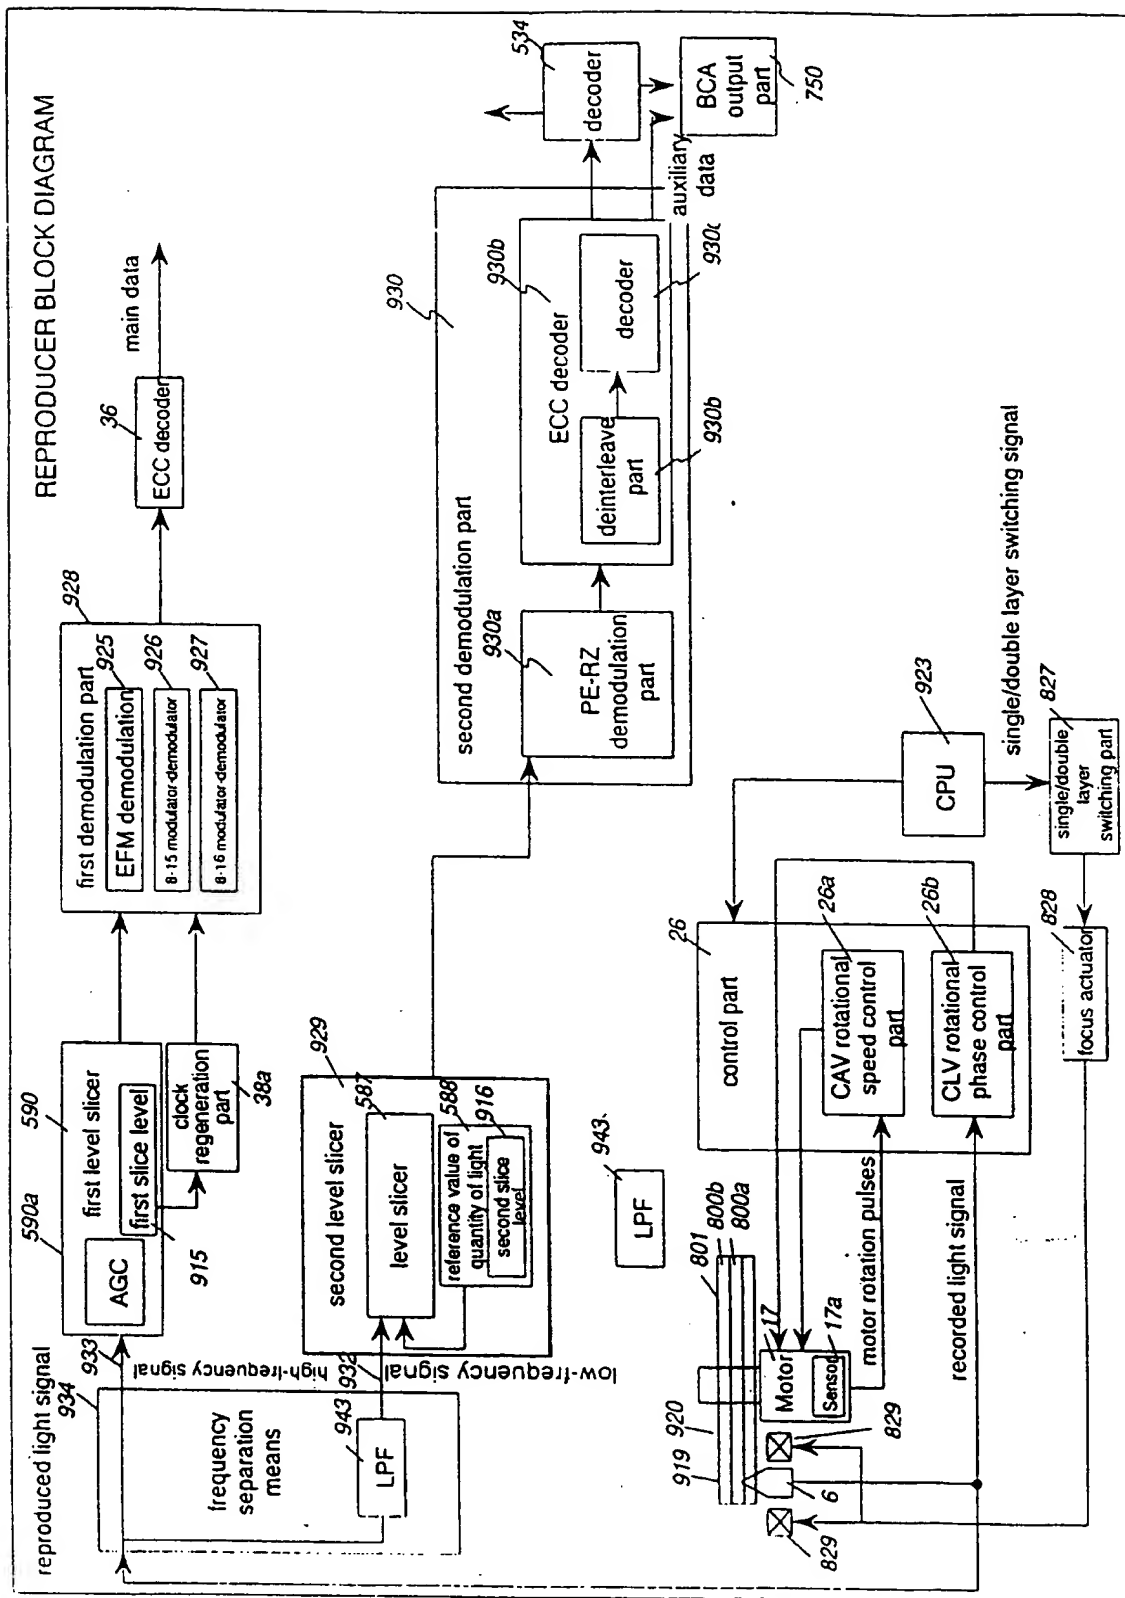 REPRODUCER BLOCK DIAGRAM
reproduced light signal
934
frequency
separation
means
943
LPF
933
high-frequency signal
932
low-frequency signal
590a
590
first level slicer
AGC
first slice level
915
clock
regeneration
part
38a
928
first demodulation part
925
EFM demodulation
926
8-15 modulator-demodulator
927
8-16 modulator-demodulator
36
ECC decoder
main data
929
second level slicer
587
level slicer
588
reference value of
quantity of light
916
second slice
level
930
second demodulation part
930a
PE-RZ
demodulation
part
930b
ECC decoder
deinterleave
part
930b
decoder
930c
auxiliary
data
534
decoder
BCA
output
part
750
943
LPF
919
920
801
800b
800a
17
Motor
17a
Sensor
829
829
6
motor rotation pulses
recorded light signal
26
control part
26a
CAV rotational
speed control
part
26b
CLV rotational
phase control
part
923
CPU
single/double layer switching signal
827
single/double
layer
switching part
828
focus actuator